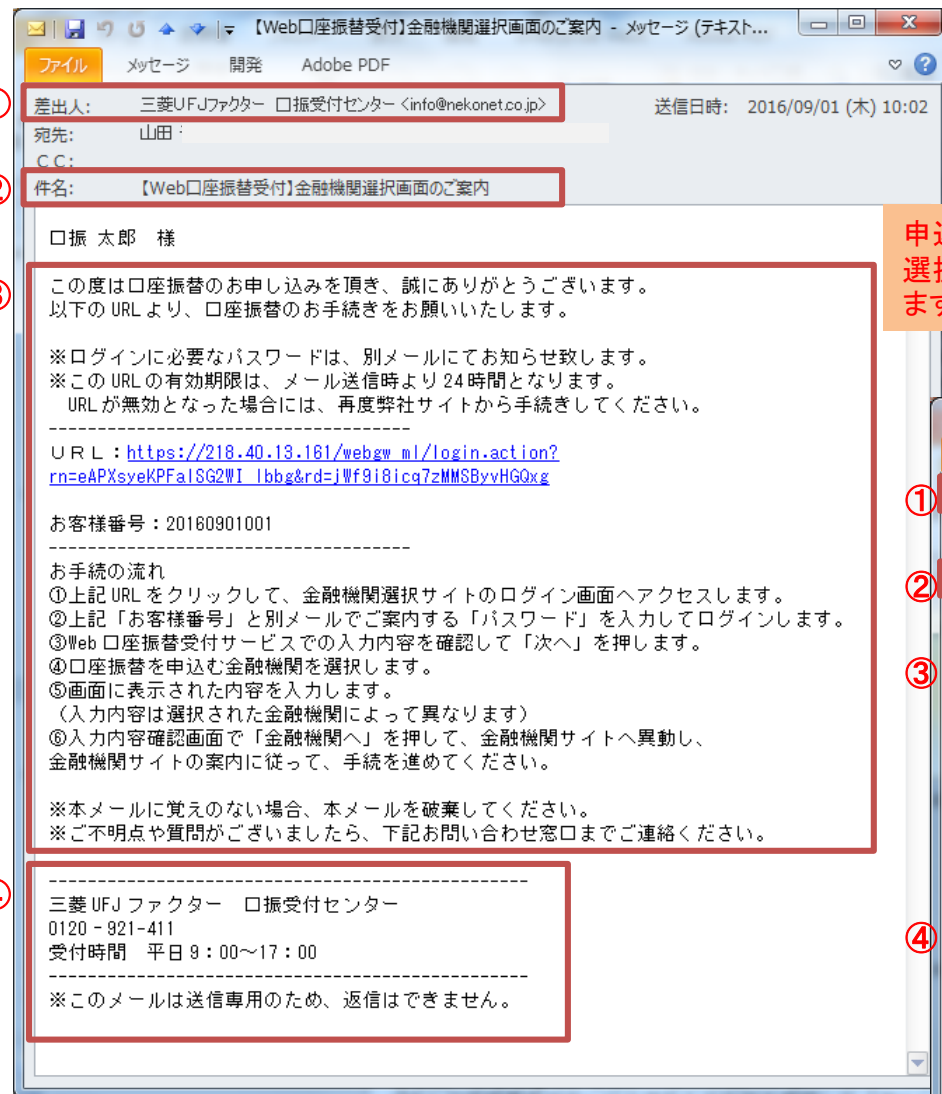 【Web口座振替受付】金融機関選択画面のご案内 - メッセージ (テキスト...
ファイル メッセージ 開発 Adobe PDF
①
差出人: 三菱UFJファクター 口振受付センター <info@nekonet.co.jp> 送信日時: 2016/09/01 (木) 10:02
宛先: 山田
CC:
②
件名: 【Web口座振替受付】金融機関選択画面のご案内
口振 太郎 様
申込
選択
ます
③
この度は口座振替のお申し込みを頂き、誠にありがとうございます。
以下のURLより、口座振替のお手続きをお願いいたします。
※ログインに必要なパスワードは、別メールにてお知らせ致します。
※このURLの有効期限は、メール送信時より24時間となります。
URLが無効となった場合には、再度弊社サイトから手続きしてください。
-------------------------------------
URL:https://218.40.13.161/webgw_ml/login.action?
rn=eAPXsyeKPFalSG2WI_lbbg&rd=jWf9i8icq7zMMSByvHGQxg
①
お客様番号：20160901001
-------------------------------------
お手続の流れ
①上記URLをクリックして、金融機関選択サイトのログイン画面へアクセスします。
②
②上記「お客様番号」と別メールでご案内する「パスワード」を入力してログインします。
③Web口座振替受付サービスでの入力内容を確認して「次へ」を押します。
④口座振替を申込む金融機関を選択します。
③
⑤画面に表示された内容を入力します。
（入力内容は選択された金融機関によって異なります）
⑥入力内容確認画面で「金融機関へ」を押して、金融機関サイトへ異動し、
金融機関サイトの案内に従って、手続を進めてください。
※本メールに覚えのない場合、本メールを破棄してください。
※ご不明点や質問がございましたら、下記お問い合わせ窓口までご連絡ください。
-------------------------------------------------
三菱UFJファクター 口振受付センター
0120-921-411
④
受付時間 平日9：00～17：00
-------------------------------------------------
※このメールは送信専用のため、返信はできません。